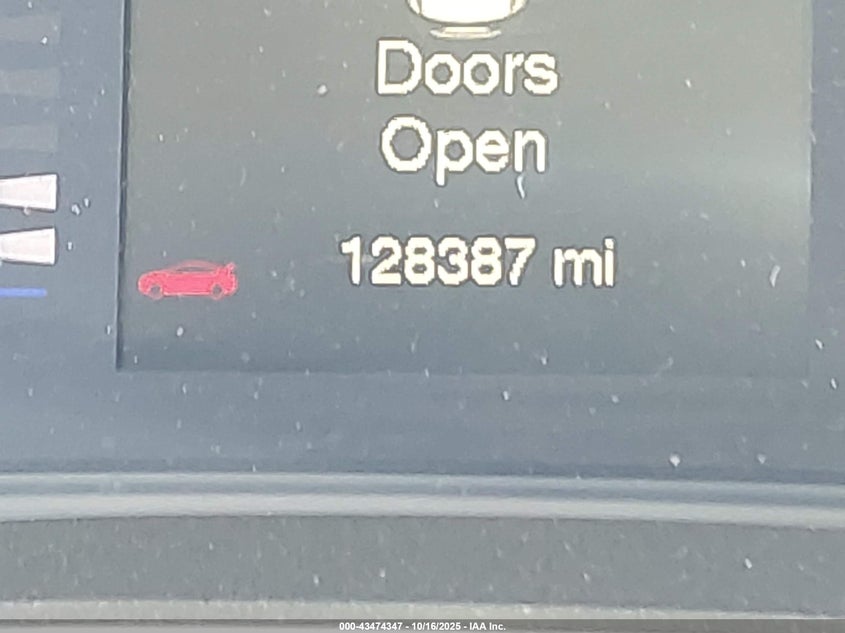 Doors
Open
128387 mi
000-43474347 - 10/16/2025 - IAA Inc.